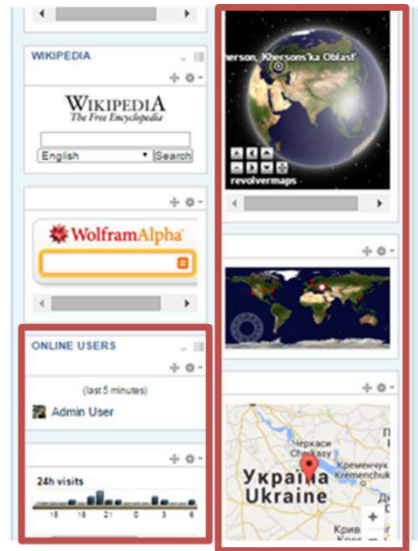 WIKIPEDIA
WIKIPEDIA
The Free Encyclopedia
English
Search
WolframAlpha
ONLINE USERS
(last 5 minutes)
Admin User
24h visits
15 18 21 0 3 6
herson, Khersons'ka Oblast'
revolvermaps
Черкаси
Cherkasy
Кременчук
Kremenchuk
Україна
Ukraine